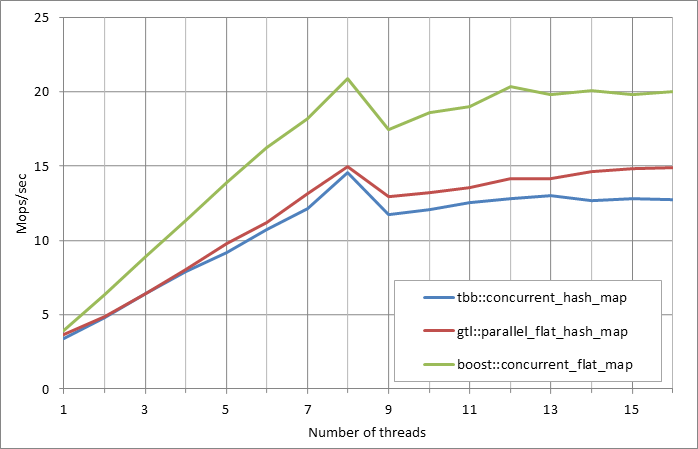 25
20
15
10
5
0
Mops/sec
1 3 5 7 9 11 13 15
Number of threads
tbb::concurrent_hash_map
gtl::parallel_flat_hash_map
boost::concurrent_flat_map